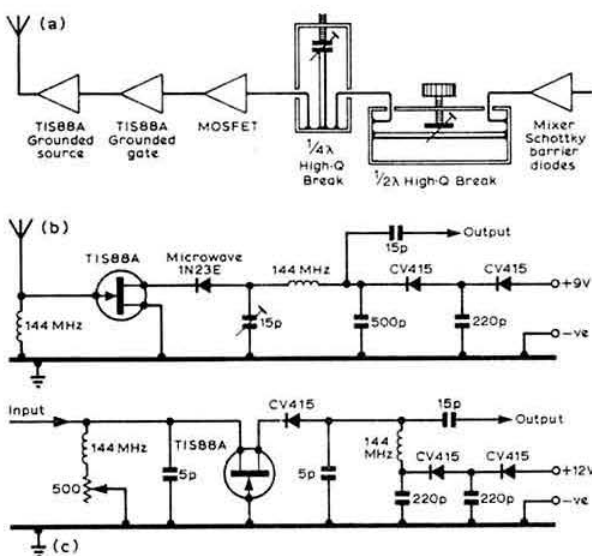 (a)
TIS88A
Grounded
source
TIS88A
Grounded
gate
MOSFET
1/4λ
High-Q
Break
1/2λ High-Q Break
Mixer
Schottky
barrier
diodes
(b)
TIS88A
Microwave
1N23E
144 MHz
15p
Output
CV415
CV415
+9V
144 MHz
15p
500p
220p
-ve
Input
144 MHz
500
5p
TIS88A
CV415
5p
144
MHz
15p
Output
CV415
CV415
+12V
220p
220p
-ve
(c)